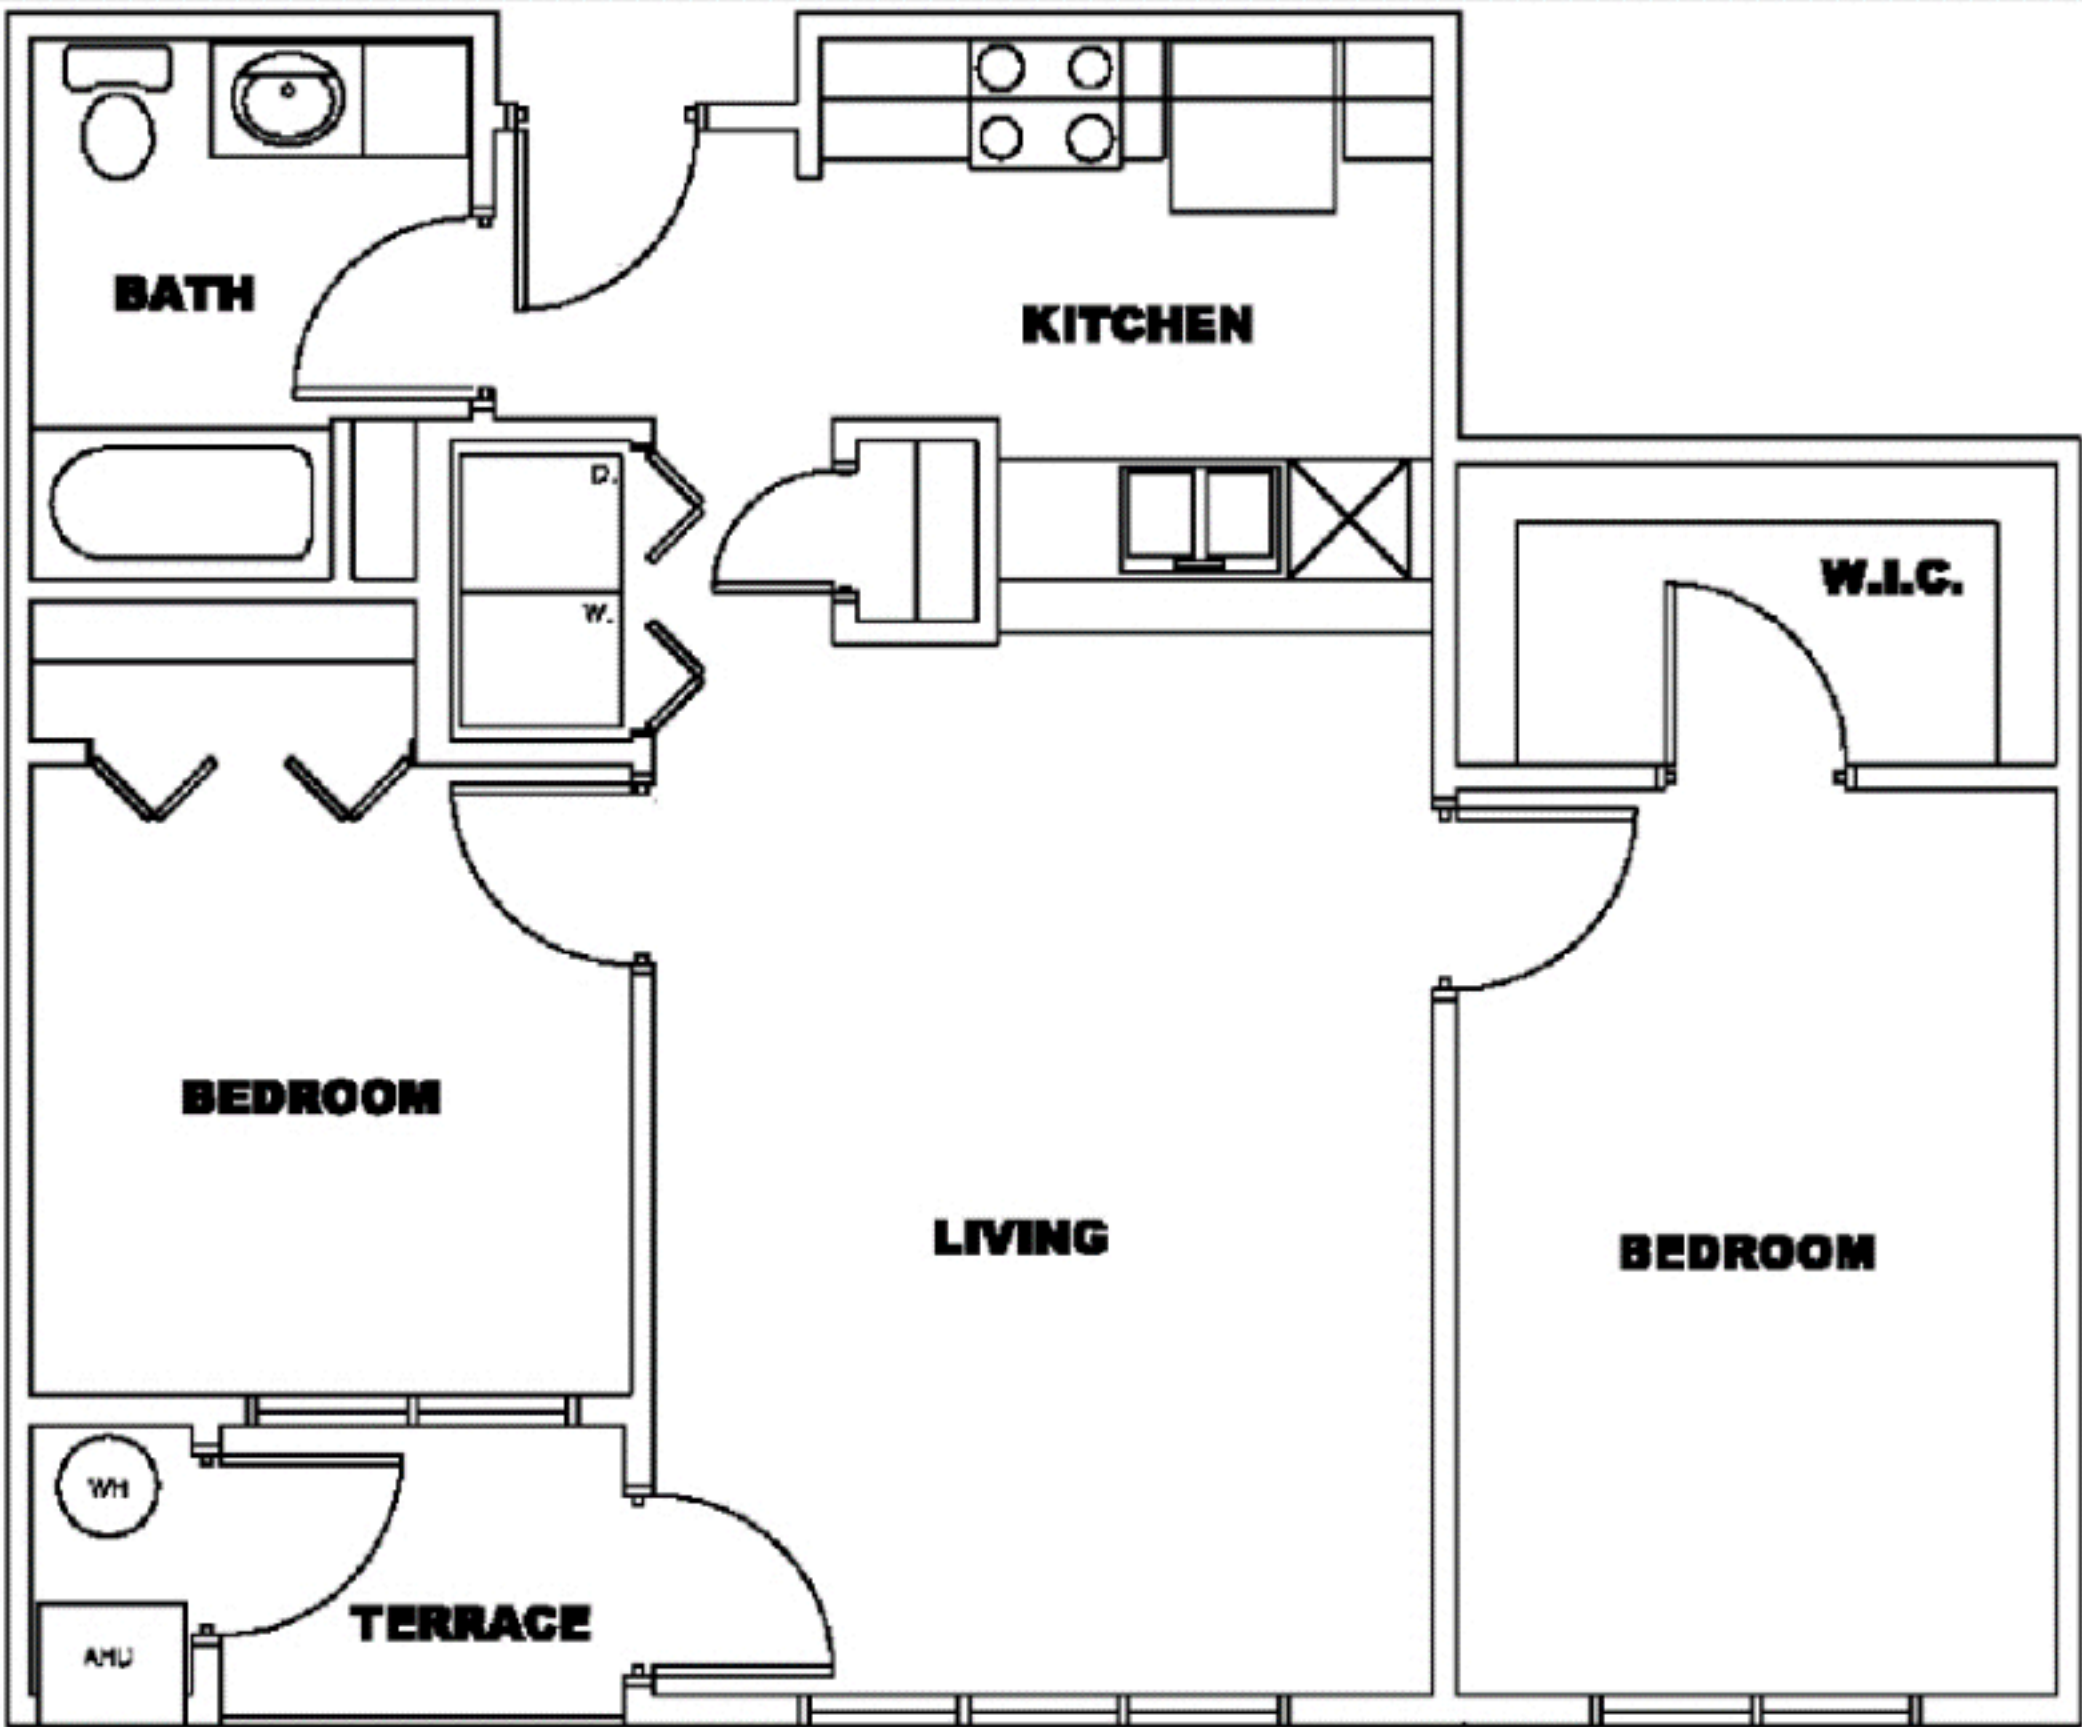 BATH
KITCHEN
D.
W.
W.I.C.
BEDROOM
LIVING
BEDROOM
WH
TERRACE
AHU